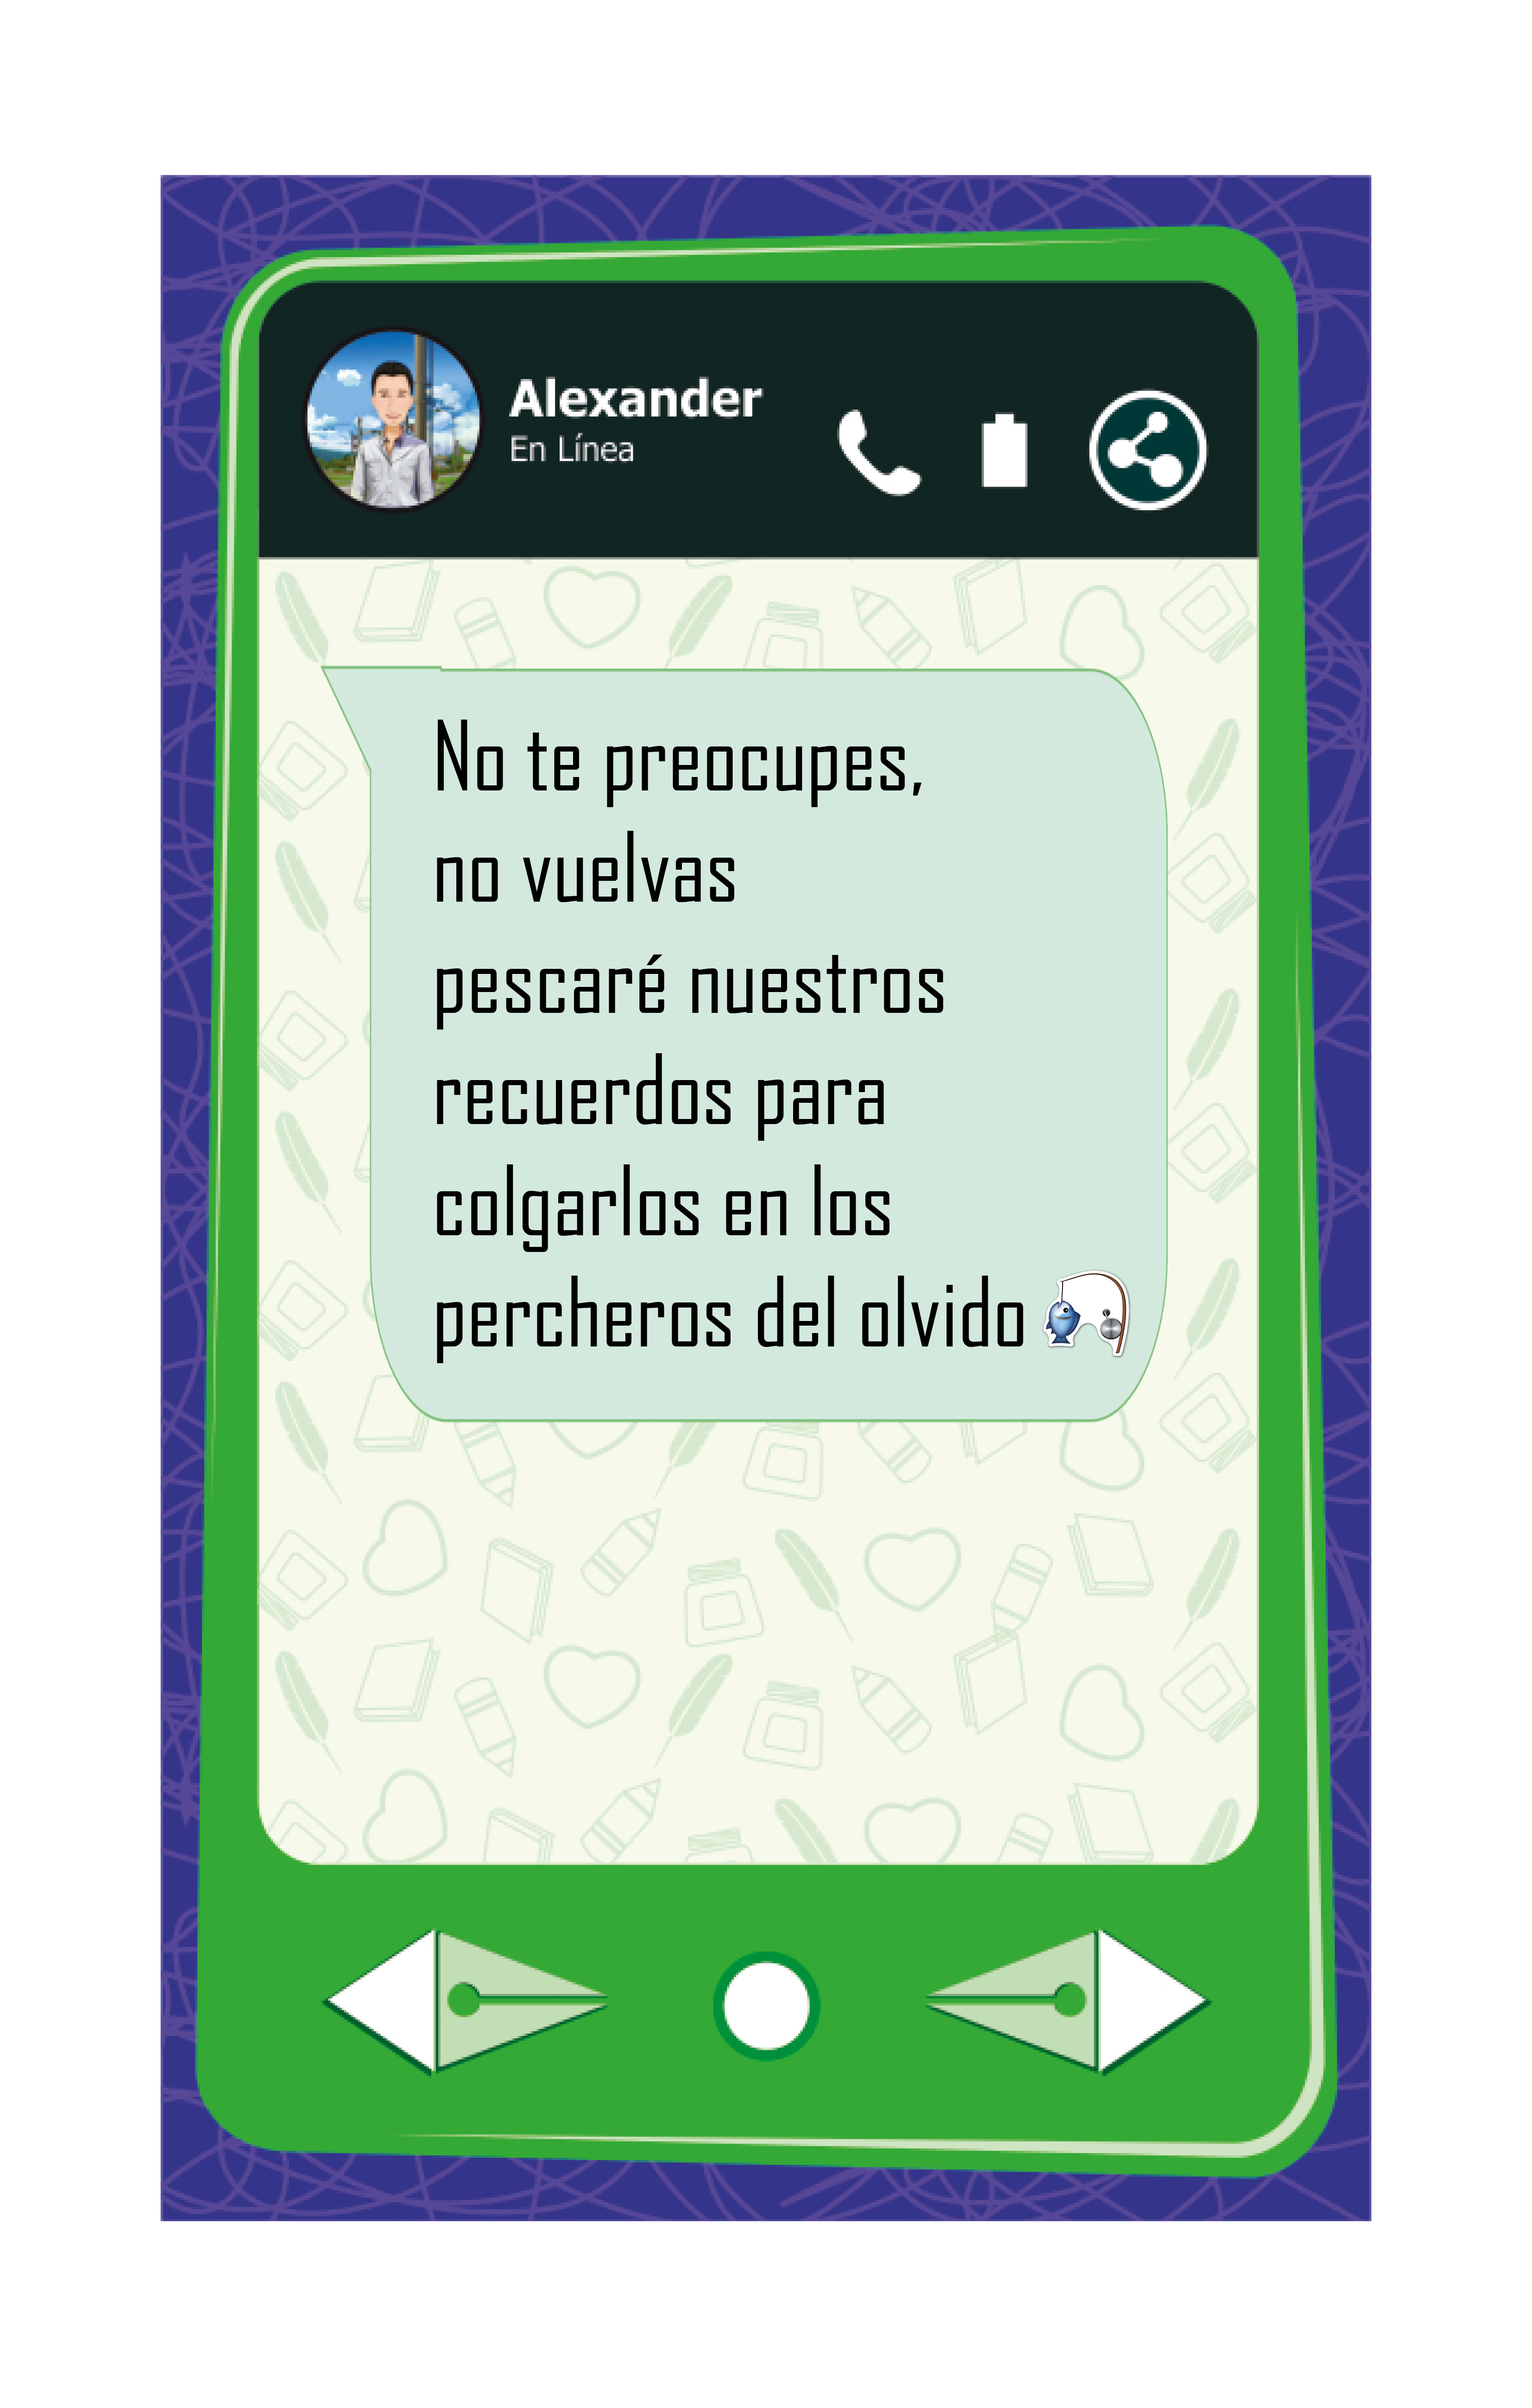 Alexander
En Línea
No te preocupes,
no vuelvas
pescaré nuestros
recuerdos para
colgarlos en los
percheros del olvido 🎣